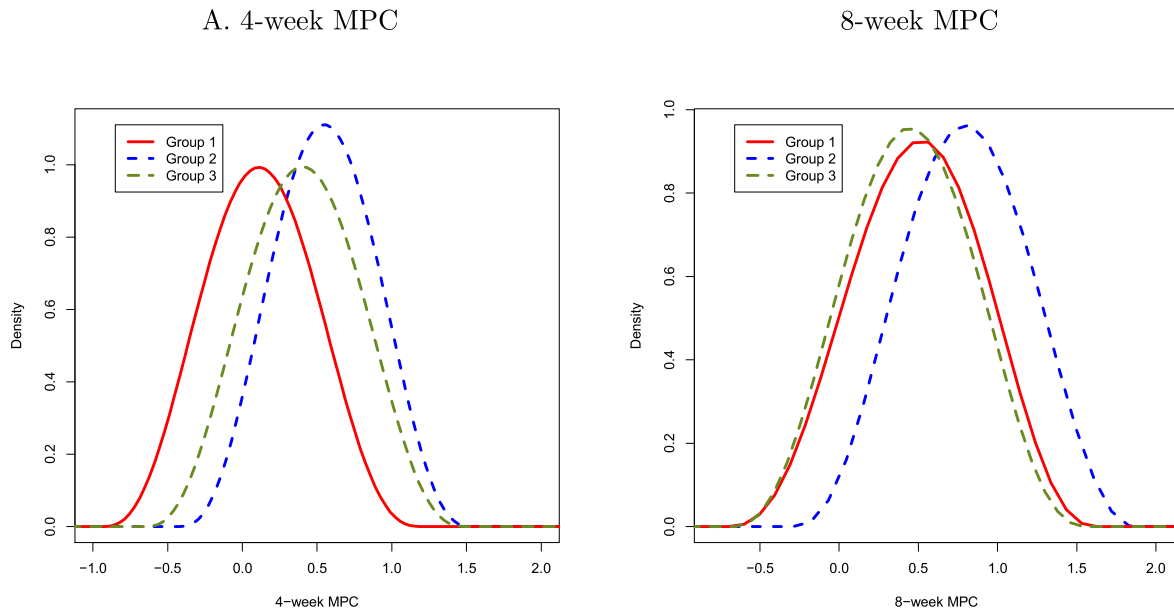 A. 4-week MPC
Density
0.0 0.2 0.4 0.6 0.8 1.0
Group 1
Group 2
Group 3
−1.0 −0.5 0.0 0.5 1.0 1.5 2.0
4−week MPC
8-week MPC
Density
0.0 0.2 0.4 0.6 0.8 1.0
Group 1
Group 2
Group 3
−0.5 0.0 0.5 1.0 1.5 2.0
8−week MPC